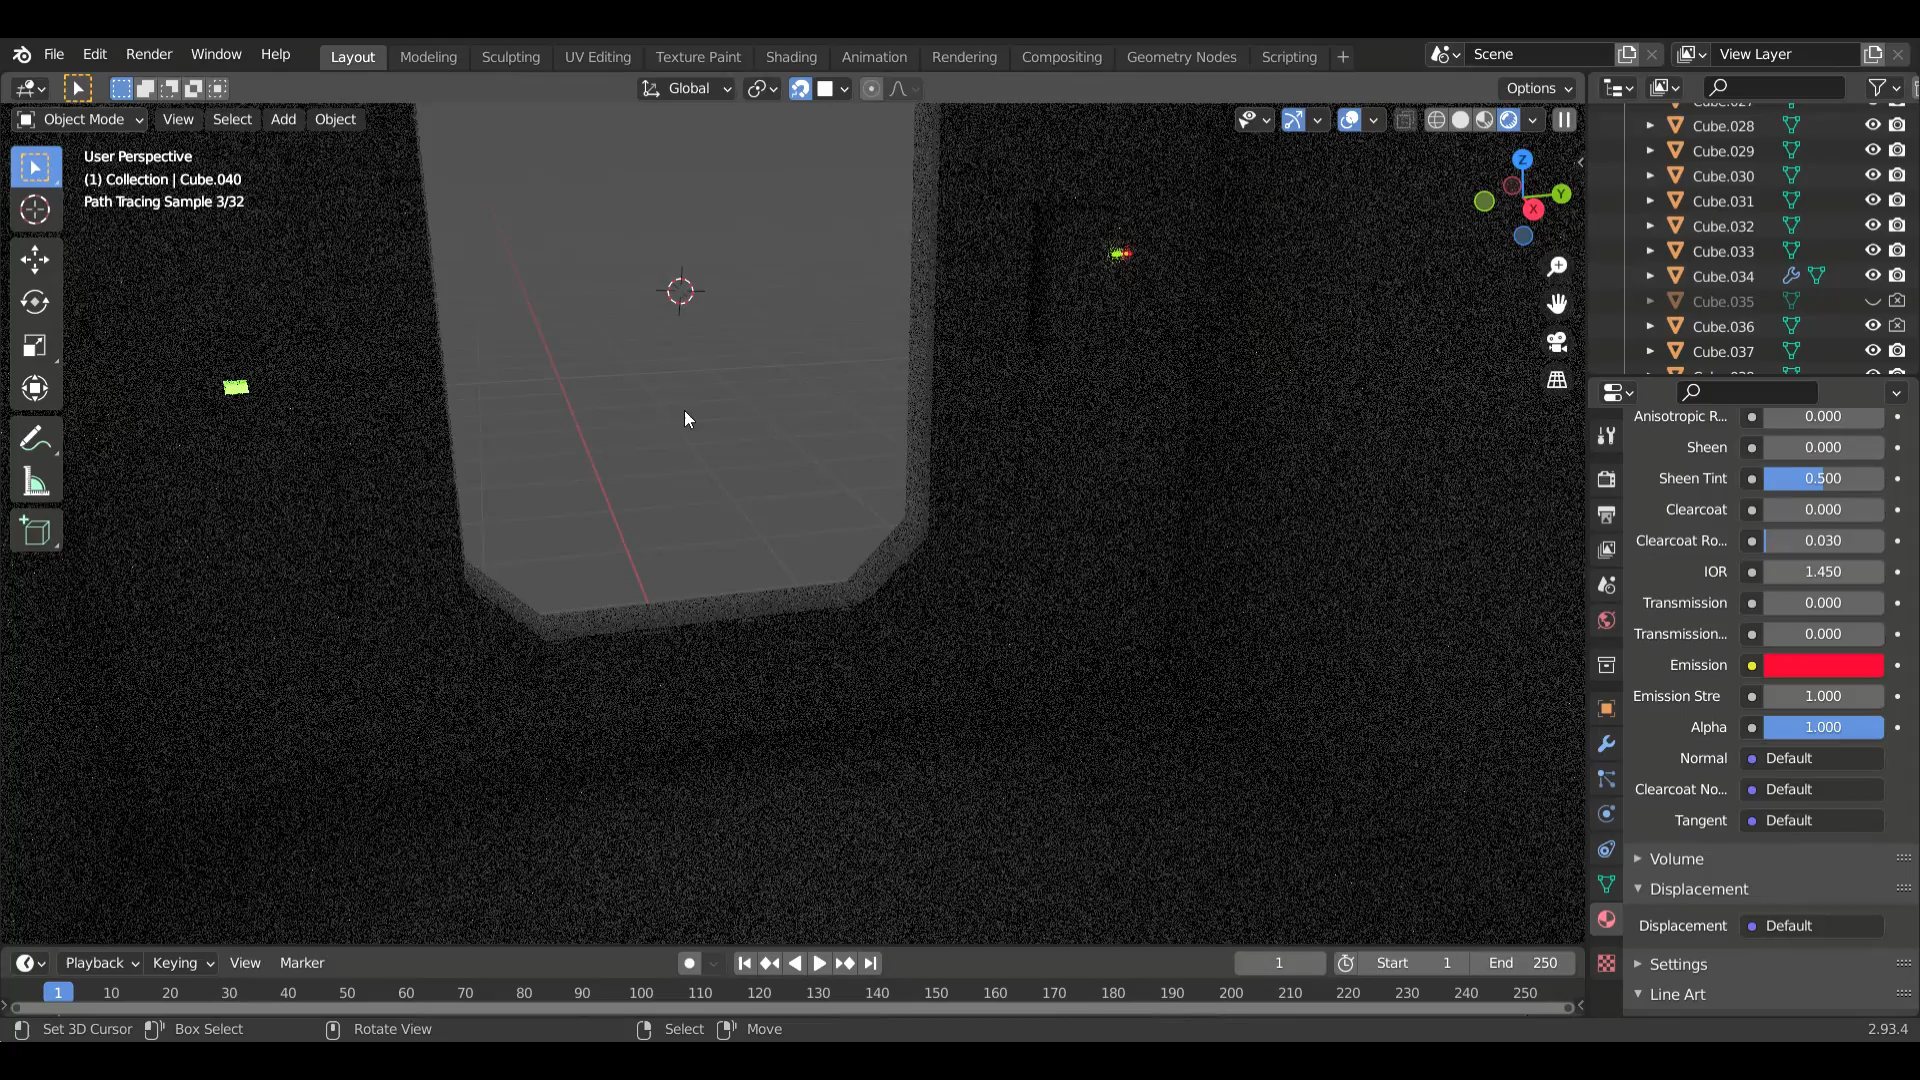 File Edit Render Window Help Layout Modeling Sculpting UV Editing Texture Paint Shading Animation Rendering Compositing Geometry Nodes Scripting + Scene View Layer
Global Options
Object Mode View Select Add Object
User Perspective
(1) Collection | Cube.040
Path Tracing Sample 3/32
Z
Y
X
Cube.028
Cube.029
Cube.030
Cube.031
Cube.032
Cube.033
Cube.034
Cube.035
Cube.036
Cube.037
Anisotropic R... 0.000
Sheen 0.000
Sheen Tint 0.500
Clearcoat 0.000
Clearcoat Ro... 0.030
IOR 1.450
Transmission 0.000
Transmission... 0.000
Emission
Emission Stre 1.000
Alpha 1.000
Normal Default
Clearcoat No... Default
Tangent Default
Volume
Displacement
Displacement Default
Settings
Line Art
Playback Keying View Marker 1 Start 1 End 250
1 10 20 30 40 50 60 70 80 90 100 110 120 130 140 150 160 170 180 190 200 210 220 230 240 250
Set 3D Cursor Box Select Rotate View Select Move 2.93.4